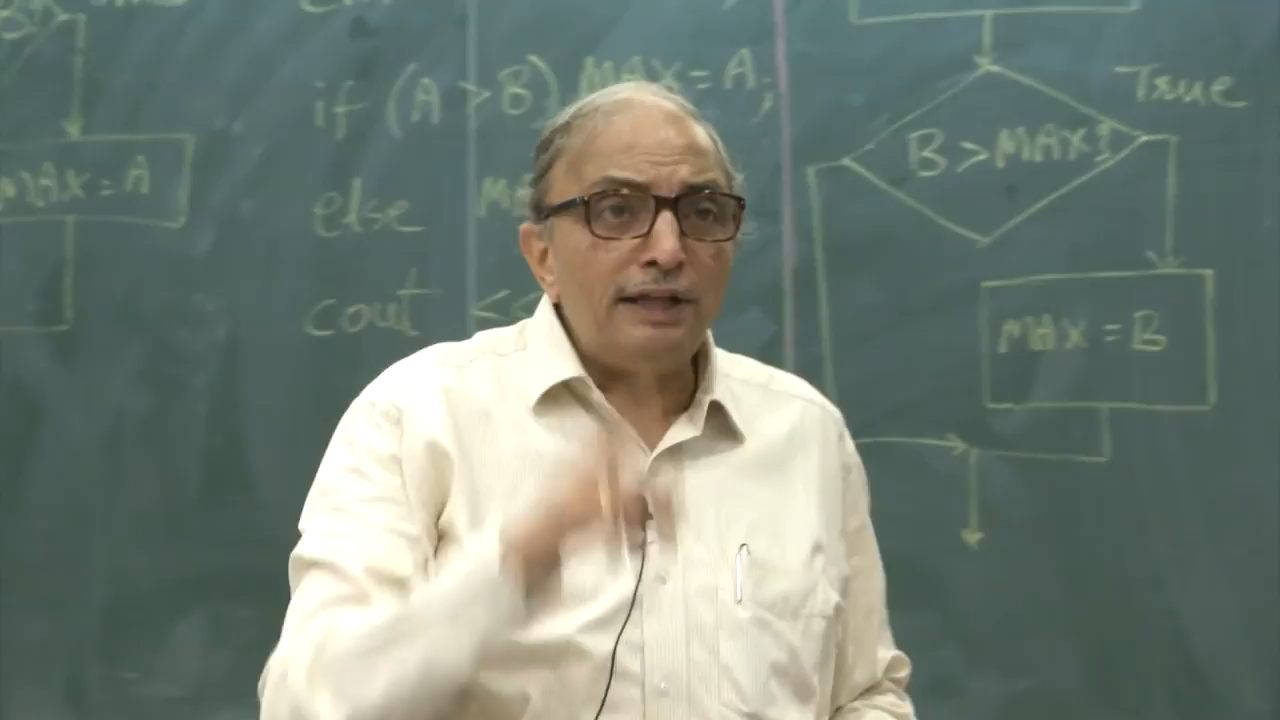 MAX = A
if (A > B) MAX = A;
else
cout <<
True
B > MAX?
MAX = B